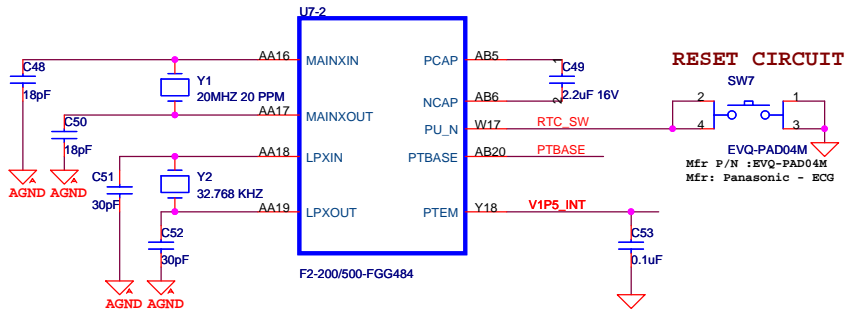 U7-2
C48
18pF
C50
18pF
C51
30pF
C52
30pF
Y1
20MHZ 20 PPM
Y2
32.768 KHZ
AGND
AGND
AGND
AGND
AA16
AA17
AA18
AA19
MAINXIN
MAINXOUT
LPXIN
LPXOUT
PCAP
NCAP
PU_N
PTBASE
PTEM
F2-200/500-FGG484
AB5
AB6
W17
AB20
Y18
1
C49
2.2uF 16V
2
RTC_SW
PTBASE
V1P5_INT
C53
0.1uF
RESET CIRCUIT
SW7
2
1
4
3
EVQ-PAD04M
Mfr P/N :EVQ-PAD04M
Mfr: Panasonic - ECG